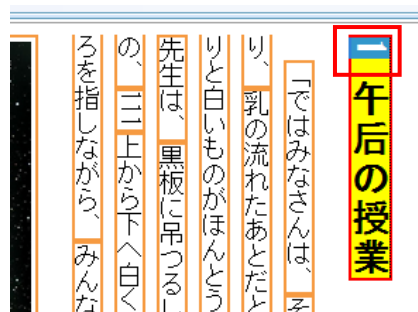 一 午后の授業
「ではみなさんは、そ
り、乳の流れたあとだと
りと白いものがほんとう
先生は、黒板に吊つるし
の、上から下へ白く
ろを指しながら、みんな